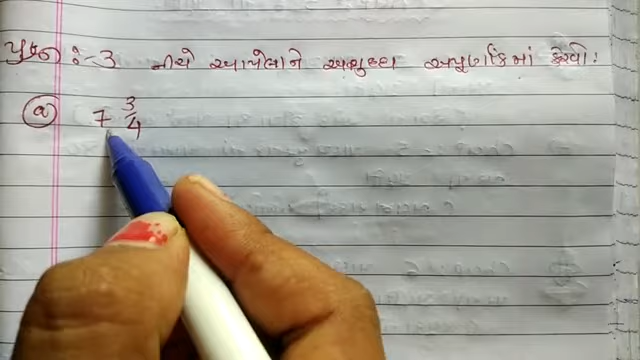 પ્રશ્ન :- 3 નીચે આપેલાને અશુદ્ધ અપૂર્ણાંકમાં ફેરવો :
(a) 7 3/4